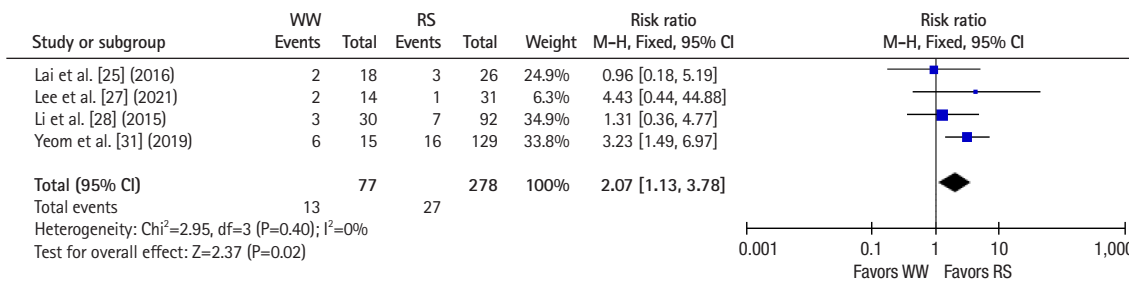 WW RS Risk ratio Risk ratio
Study or subgroup Events Total Events Total Weight M–H, Fixed, 95% CI M–H, Fixed, 95% CI
Lai et al. [25] (2016) 2 18 3 26 24.9% 0.96 [0.18, 5.19]
Lee et al. [27] (2021) 2 14 1 31 6.3% 4.43 [0.44, 44.88]
Li et al. [28] (2015) 3 30 7 92 34.9% 1.31 [0.36, 4.77]
Yeom et al. [31] (2019) 6 15 16 129 33.8% 3.23 [1.49, 6.97]
Total (95% CI) 77 278 100% 2.07 [1.13, 3.78]
Total events 13 27
Heterogeneity: Chi²=2.95, df=3 (P=0.40); I²=0%
Test for overall effect: Z=2.37 (P=0.02)
0.001 0.1 1 10 1,000
Favors WW Favors RS